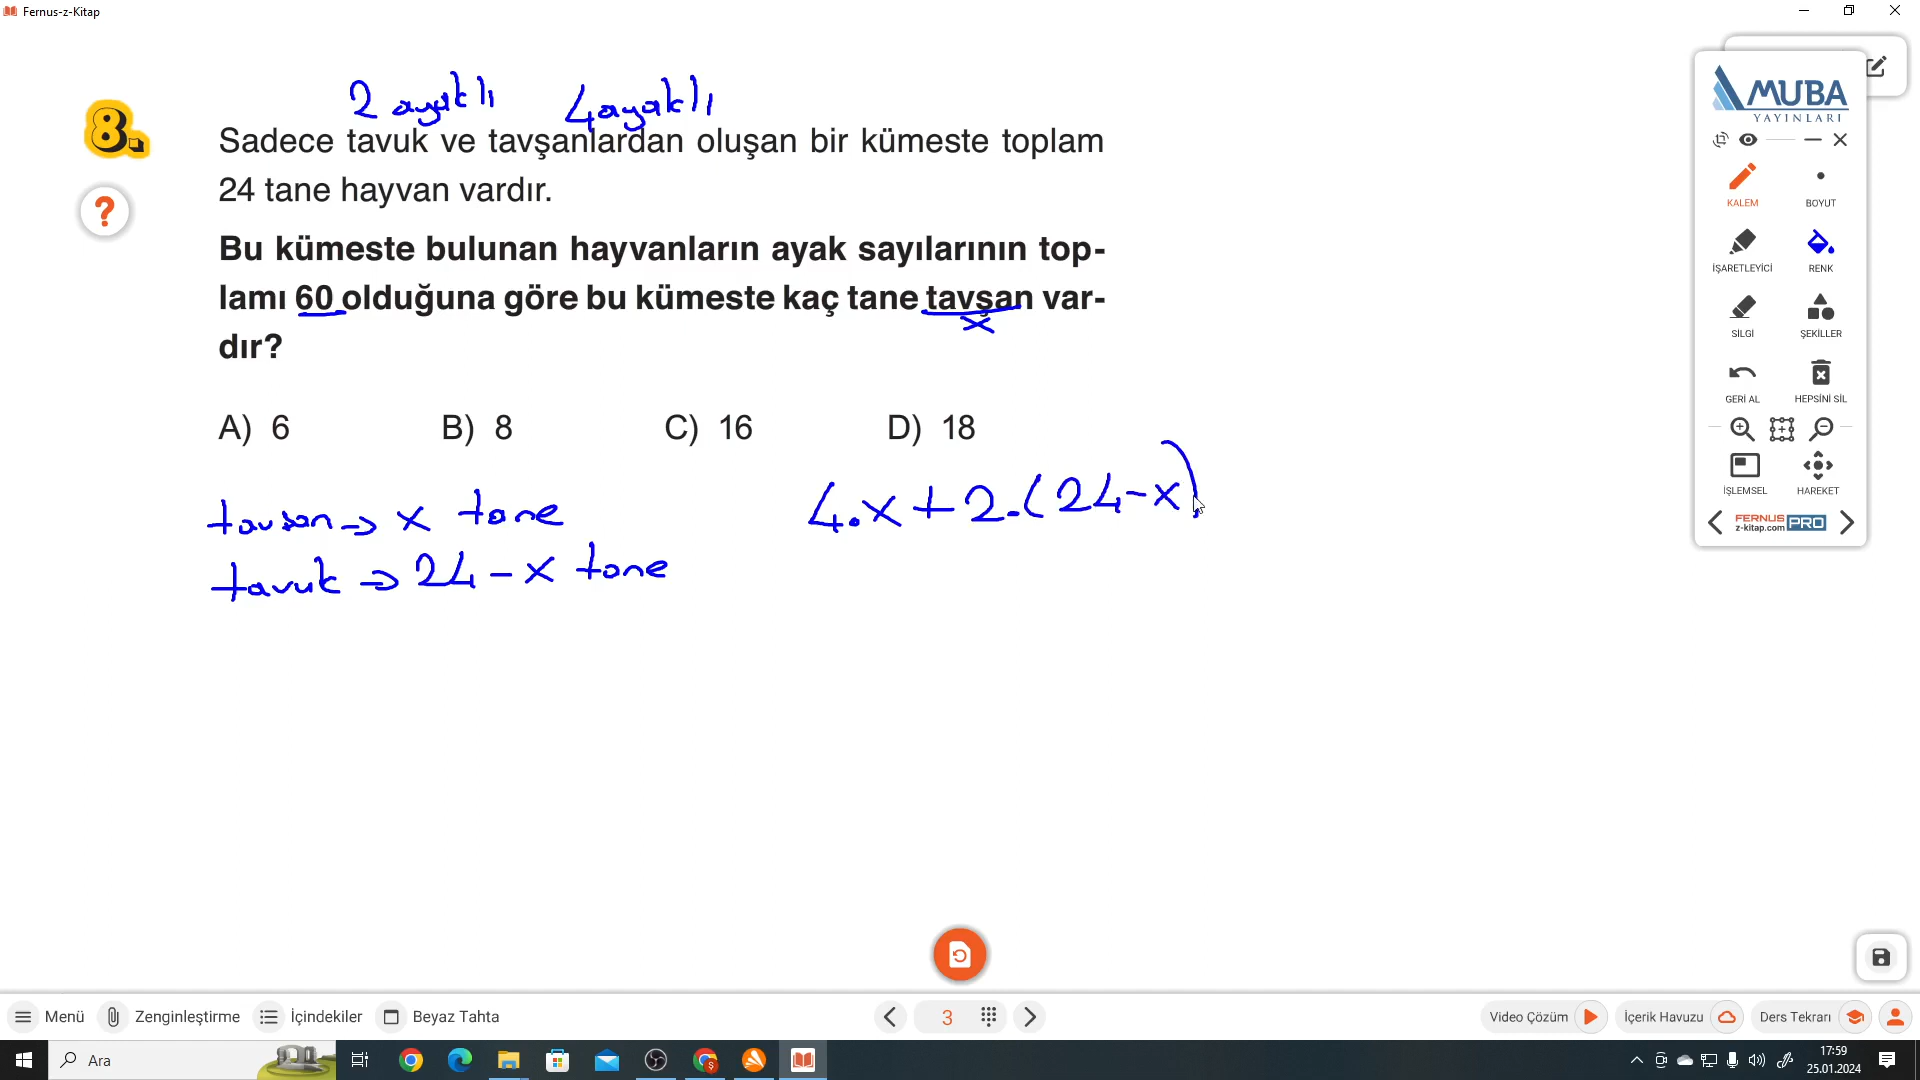 Fernus-z-Kitap
2 ayaklı 4 ayaklı
8.
Sadece tavuk ve tavşanlardan oluşan bir kümeste toplam
24 tane hayvan vardır.
?
Bu kümeste bulunan hayvanların ayak sayılarının top-
lamı 60 olduğuna göre bu kümeste kaç tane tavşan var-
x
dır?
A) 6 B) 8 C) 16 D) 18
tavşan → x tane
tavuk → 24 - x tane
4.x+2.(24-x)
MUBA
YAYINLARI
KALEM BOYUT
İŞARETLEYİCİ RENK
SİLGİ ŞEKİLLER
GERİ AL HEPSİNİ SİL
İŞLEMSEL HAREKET
FERNUS
z-kitap.com PRO
Menü Zenginleştirme İçindekiler Beyaz Tahta 3 Video Çözüm İçerik Havuzu Ders Tekrarı
Ara
17:59
25.01.2024